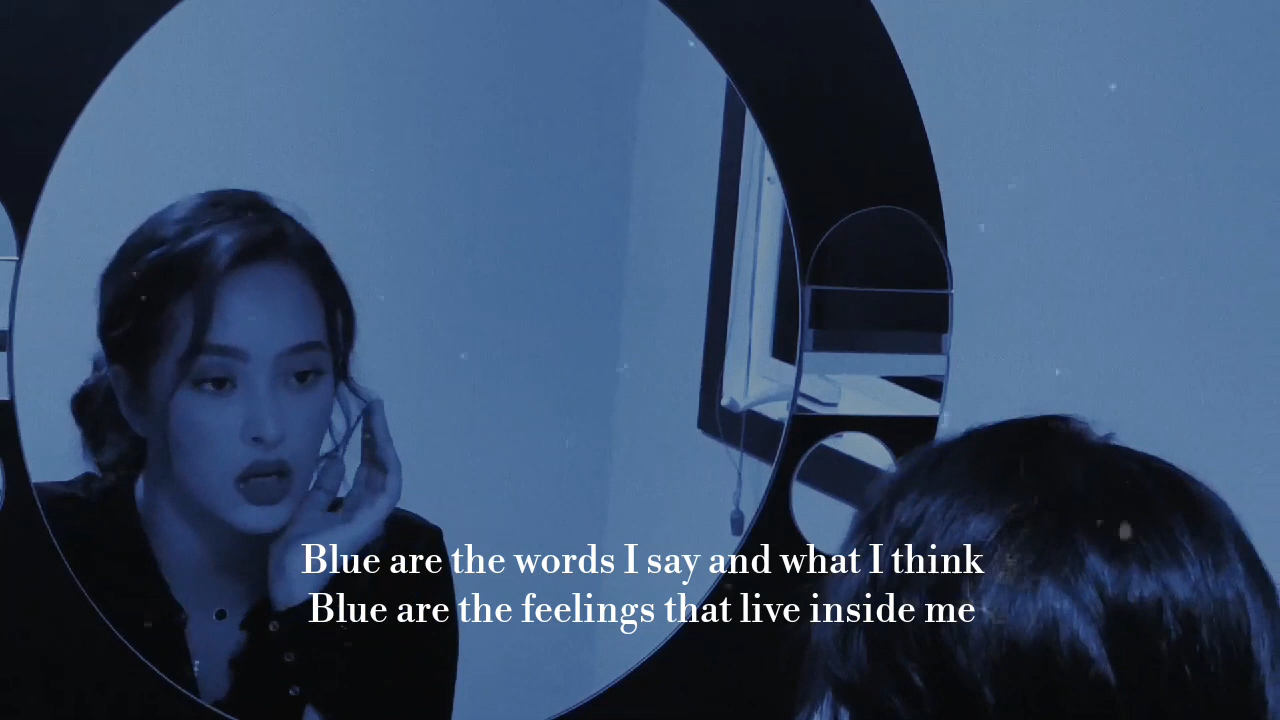 Blue are the words I say and what I think
Blue are the feelings that live inside me